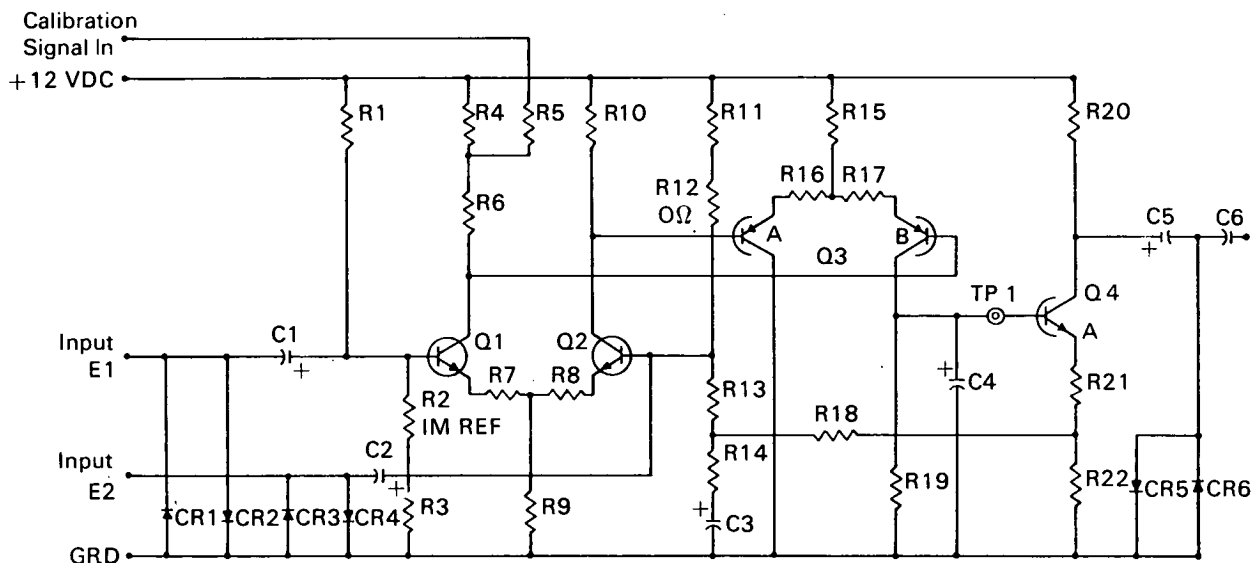 Calibration
Signal In
+12 VDC
R1
R4
R5
R10
R11
R15
R20
R16
R17
R12
0Ω
R6
A
B
Q3
C5
+
C6
TP 1
Q4
A
Input
E1
C1
+
Q1
Q2
R7
R8
R2
IM REF
R13
R18
+
C4
R21
Input
E2
C2
+
R14
R3
R9
+
C3
R19
R22
CR1
CR2
CR3
CR4
CR5
CR6
GRD